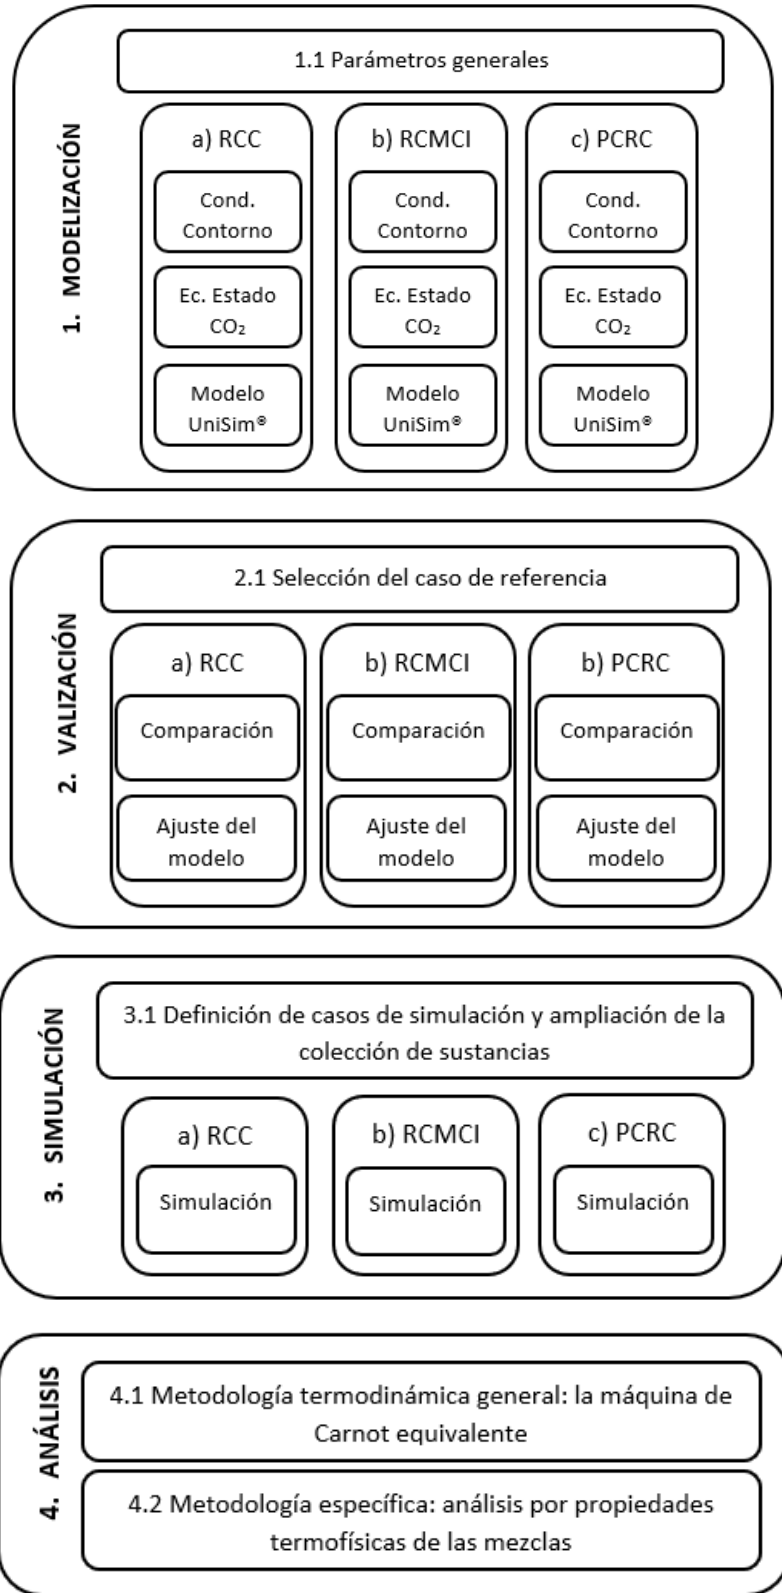 1. MODELIZACIÓN
1.1 Parámetros generales
a) RCC
Cond.
Contorno
Ec. Estado
CO₂
Modelo
UniSim®
b) RCMCI
Cond.
Contorno
Ec. Estado
CO₂
Modelo
UniSim®
c) PCRC
Cond.
Contorno
Ec. Estado
CO₂
Modelo
UniSim®
2. VALIZACIÓN
2.1 Selección del caso de referencia
a) RCC
Comparación
Ajuste del
modelo
b) RCMCI
Comparación
Ajuste del
modelo
b) PCRC
Comparación
Ajuste del
modelo
3. SIMULACIÓN
3.1 Definición de casos de simulación y ampliación de la
colección de sustancias
a) RCC
Simulación
b) RCMCI
Simulación
c) PCRC
Simulación
4. ANÁLISIS
4.1 Metodología termodinámica general: la máquina de
Carnot equivalente
4.2 Metodología específica: análisis por propiedades
termofísicas de las mezclas